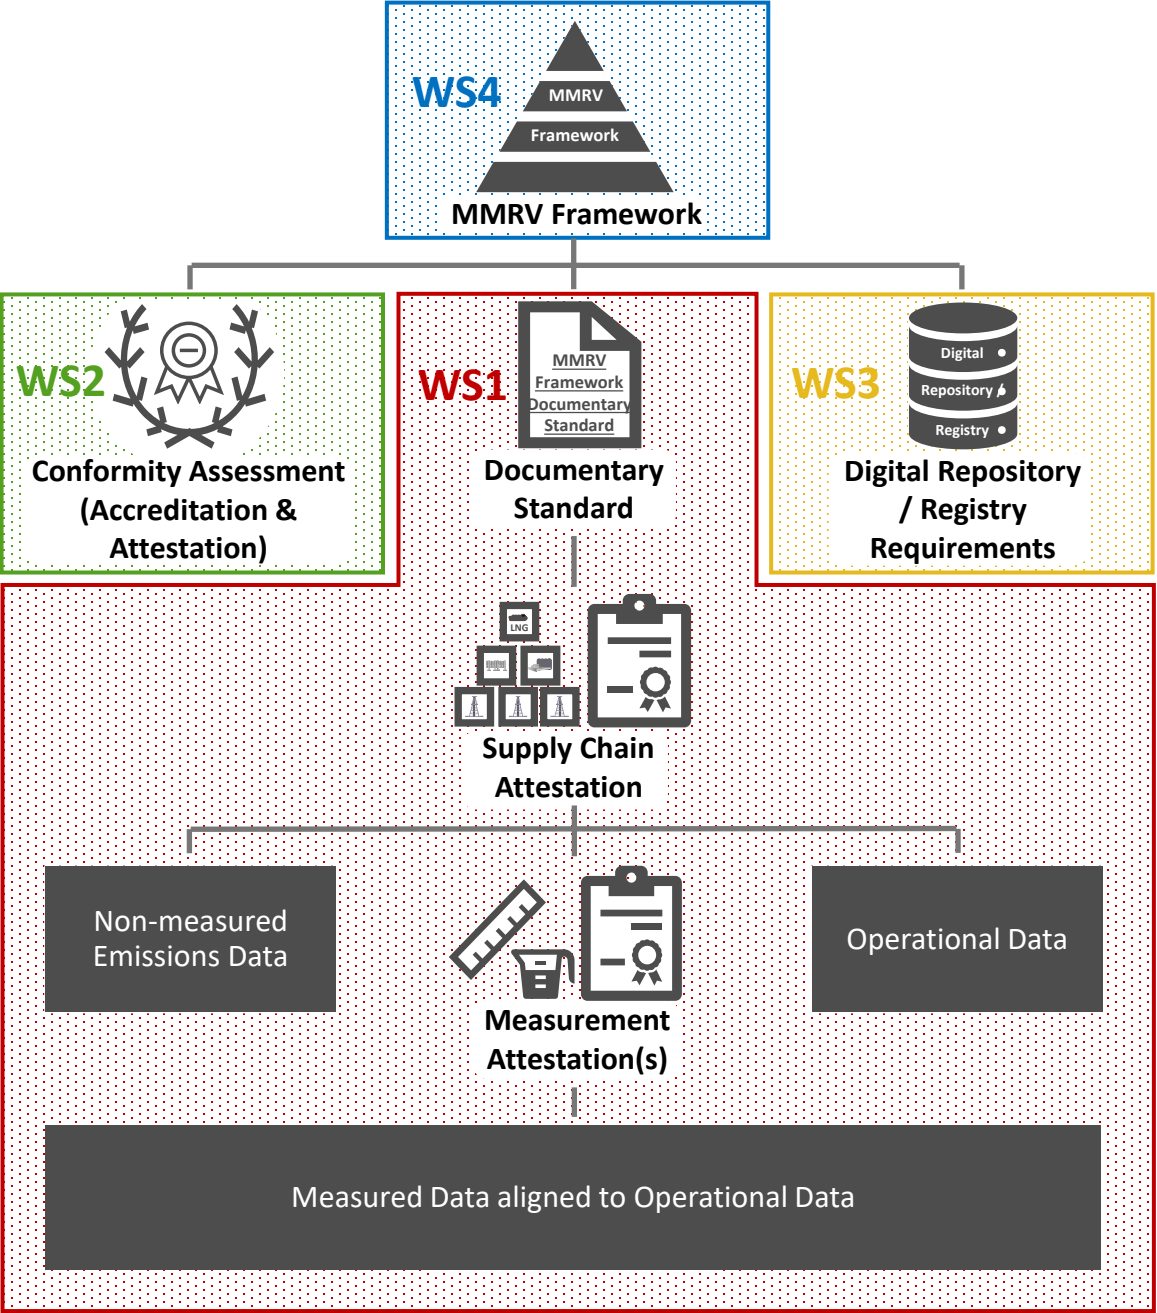 WS4
MMRV
Framework
MMRV Framework
WS2
Conformity Assessment
(Accreditation &
Attestation)
WS1
MMRV
Framework
Documentary
Standard
Documentary
Standard
WS3
Digital
Repository /
Registry
Digital Repository
/ Registry
Requirements
LNG
Supply Chain
Attestation
Non-measured
Emissions Data
Measurement
Attestation(s)
Operational Data
Measured Data aligned to Operational Data